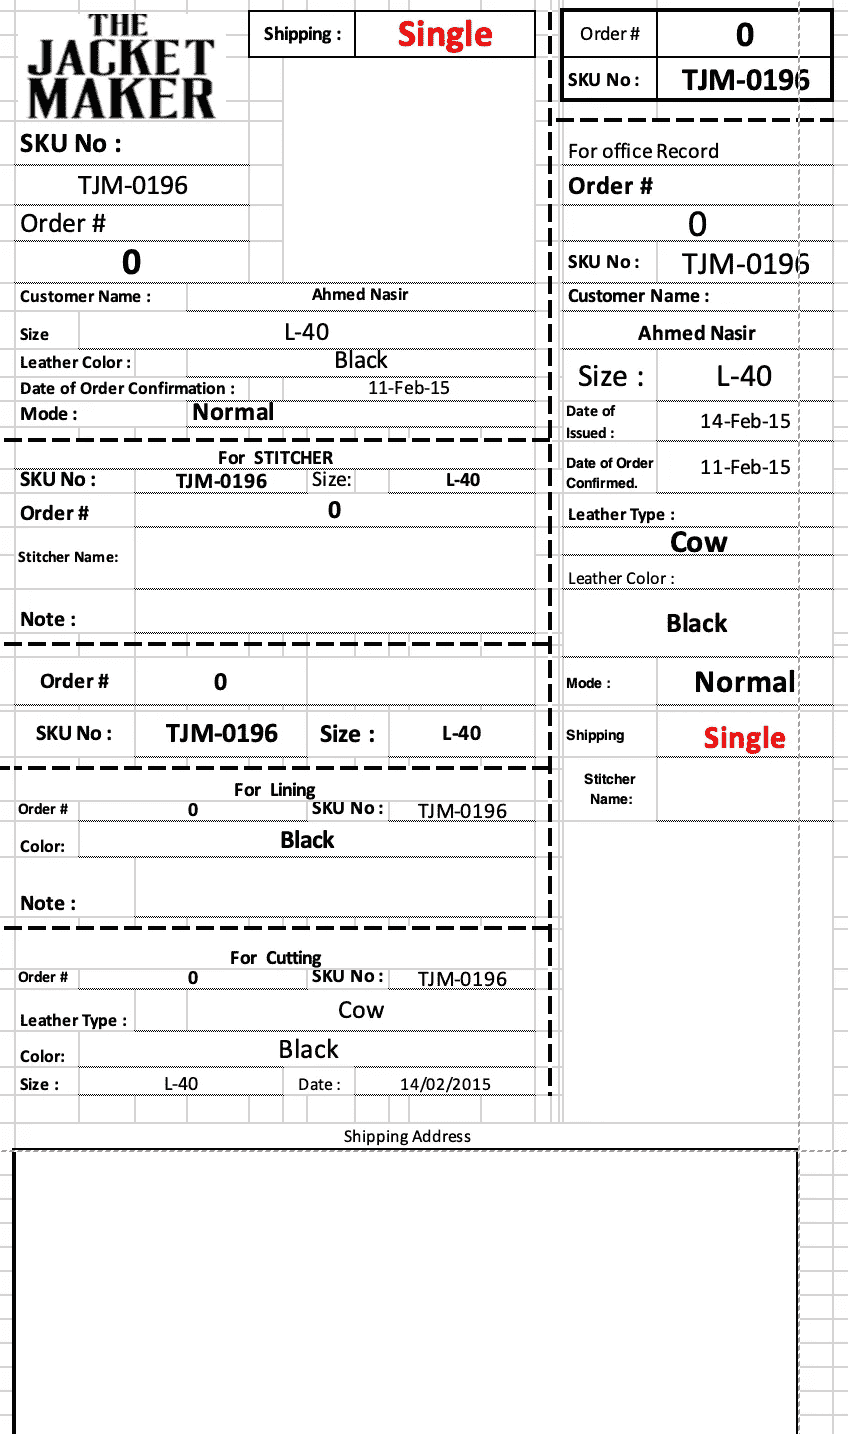 THE
JACKET
MAKER
Shipping : Single
SKU No :
TJM-0196
Order #
0
Customer Name : Ahmed Nasir
Size L-40
Leather Color : Black
Date of Order Confirmation : 11-Feb-15
Mode : Normal
For STITCHER
SKU No : TJM-0196 Size: L-40
Order # 0
Stitcher Name:
Note :
Order # 0
SKU No : TJM-0196 Size : L-40
For Lining
Order # 0 SKU No : TJM-0196
Color: Black
Note :
For Cutting
Order # 0 SKU No : TJM-0196
Leather Type : Cow
Color: Black
Size : L-40 Date : 14/02/2015
Order # 0
SKU No : TJM-0196
For office Record
Order #
0
SKU No : TJM-0196
Customer Name :
Ahmed Nasir
Size : L-40
Date of
Issued : 14-Feb-15
Date of Order
Confirmed. 11-Feb-15
Leather Type :
Cow
Leather Color :
Black
Mode : Normal
Shipping Single
Stitcher
Name:
Shipping Address